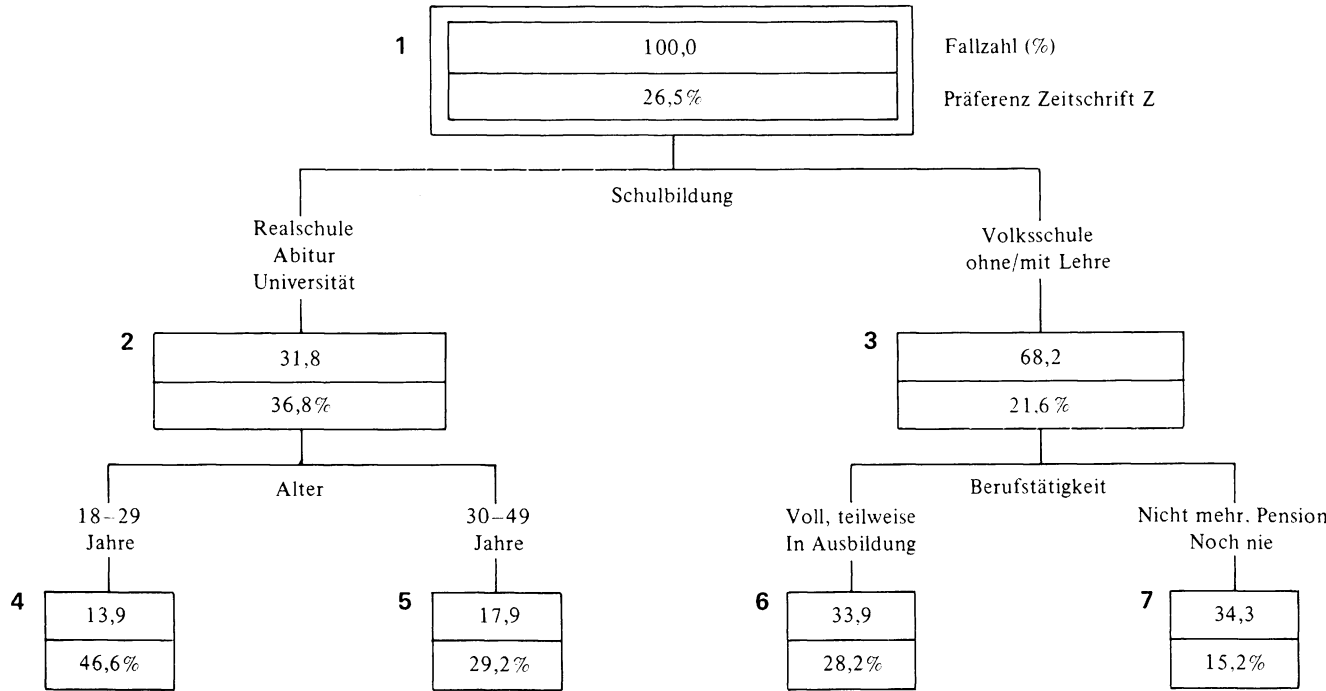 1
100,0
Fallzahl (%)
26,5%
Präferenz Zeitschrift Z
Schulbildung
Realschule
Abitur
Universität
Volksschule
ohne/mit Lehre
2
31,8
36,8%
3
68,2
21,6%
Alter
18–29
Jahre
30–49
Jahre
Berufstätigkeit
Voll, teilweise
In Ausbildung
Nicht mehr. Pension
Noch nie
4
13,9
46,6%
5
17,9
29,2%
6
33,9
28,2%
7
34,3
15,2%